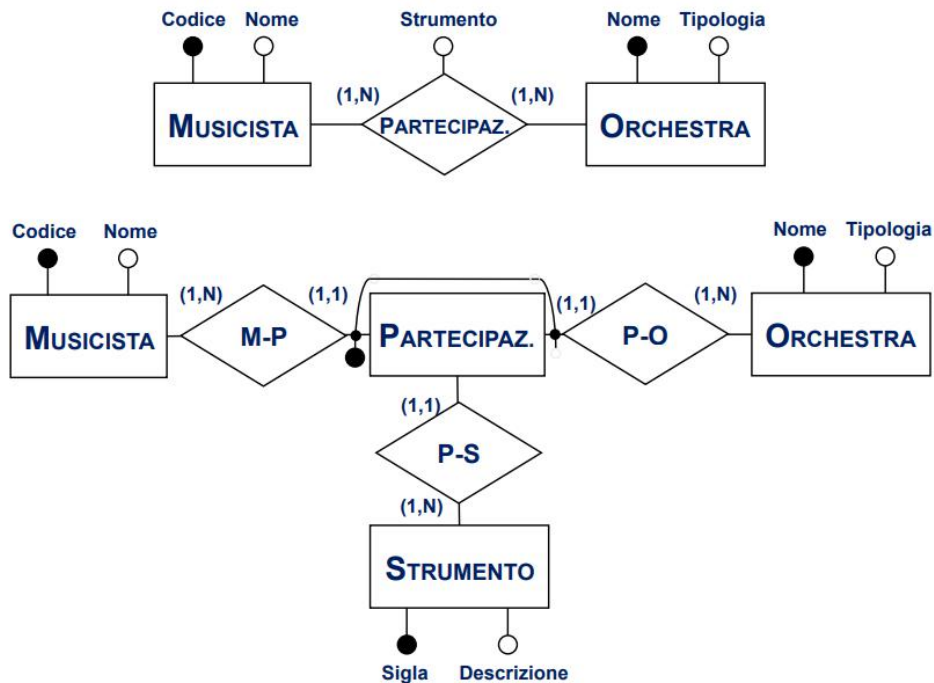 Codice Nome Strumento Nome Tipologia
(1,N) (1,N)
MUSICISTA PARTECIPAZ. ORCHESTRA
Codice Nome Nome Tipologia
(1,N) (1,1) (1,1) (1,N)
MUSICISTA M-P PARTECIPAZ. P-O ORCHESTRA
(1,1)
P-S
(1,N)
STRUMENTO
Sigla Descrizione